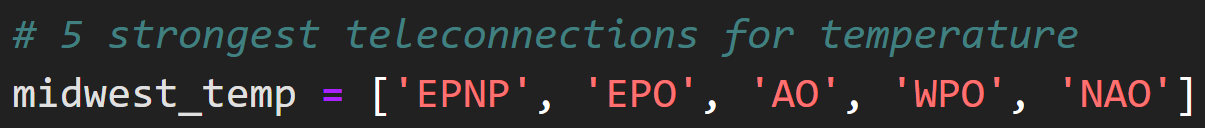 # 5 strongest teleconnections for temperature
midwest_temp = ['EPNP', 'EPO', 'AO', 'WPO', 'NAO']